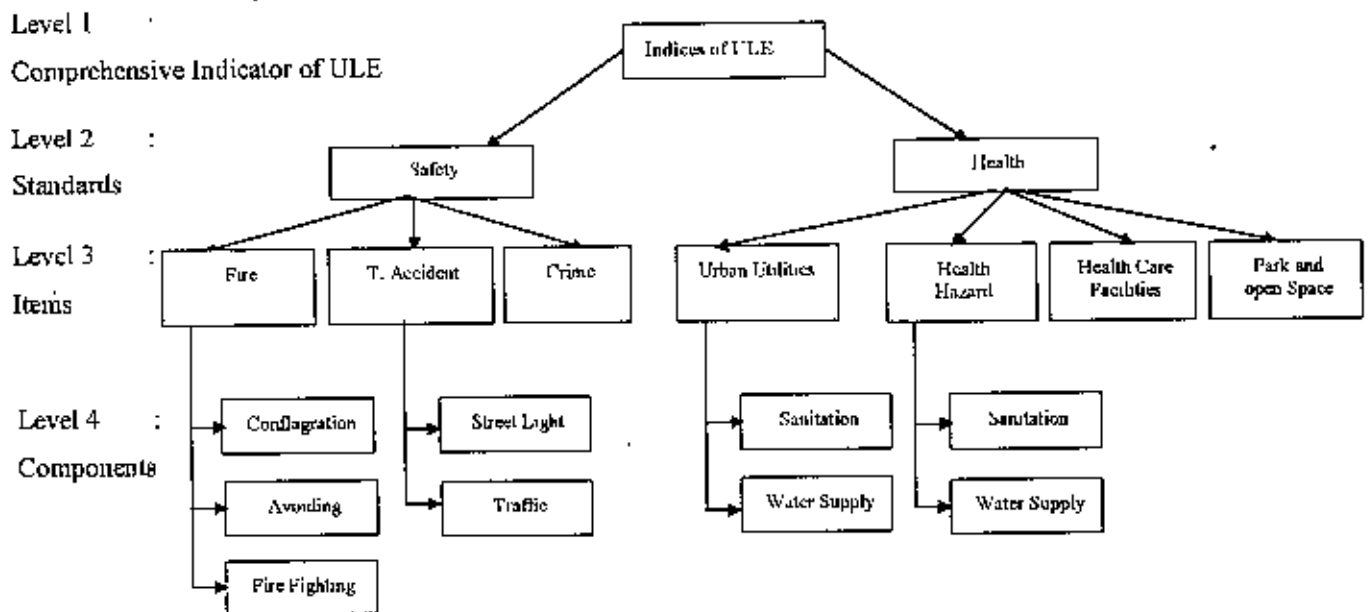 Level 1 :
Comprehensive Indicator of ULE
Indices of ULE
Level 2 :
Standards
Safety
Health
Level 3 :
Items
Fire
T. Accident
Crime
Urban Utilities
Health
Hazard
Health Care
Facilities
Park and
open Space
Level 4 :
Components
Conflagration
Street Light
Sanitation
Sanitation
Avoiding
Traffic
Water Supply
Water Supply
Fire Fighting